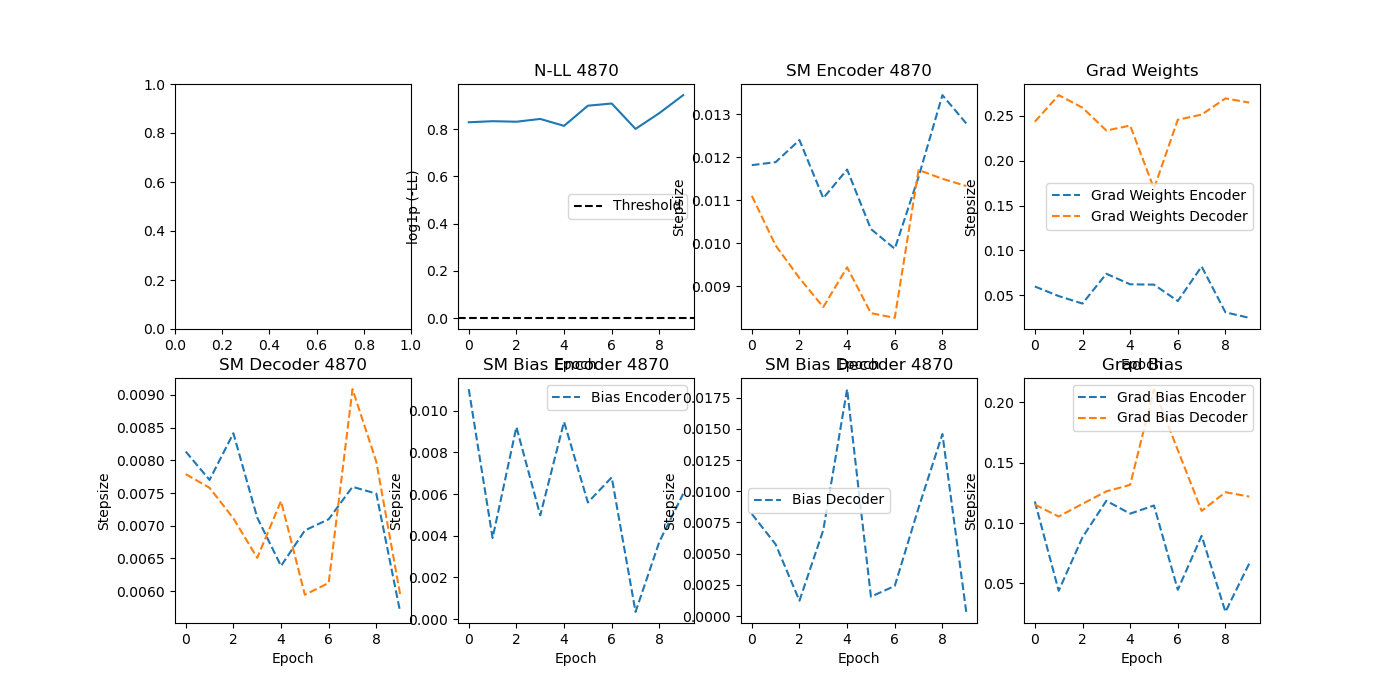 N-LL 4870
SM Encoder 4870
Grad Weights
1.0
0.8
0.6
0.4
0.2
0.0
0.0 0.2 0.4 0.6 0.8 1.0
log1p (-LL)
0.8
0.6
0.4
0.2
0.0
Threshold
0 2 4 6 8
Epoch
Stepsize
0.013
0.012
0.011
0.010
0.009
0 2 4 6 8
Epoch
Stepsize
0.25
0.20
0.15
0.10
0.05
Grad Weights Encoder
Grad Weights Decoder
0 2 4 6 8
Epoch
SM Decoder 4870
SM Bias Encoder 4870
SM Bias Decoder 4870
Grad Bias
Stepsize
0.0090
0.0085
0.0080
0.0075
0.0070
0.0065
0.0060
0 2 4 6 8
Epoch
Stepsize
0.010
0.008
0.006
0.004
0.002
0.000
Bias Encoder
0 2 4 6 8
Epoch
Stepsize
0.0175
0.0150
0.0125
0.0100
0.0075
0.0050
0.0025
0.0000
Bias Decoder
0 2 4 6 8
Epoch
Stepsize
0.20
0.15
0.10
0.05
Grad Bias Encoder
Grad Bias Decoder
0 2 4 6 8
Epoch